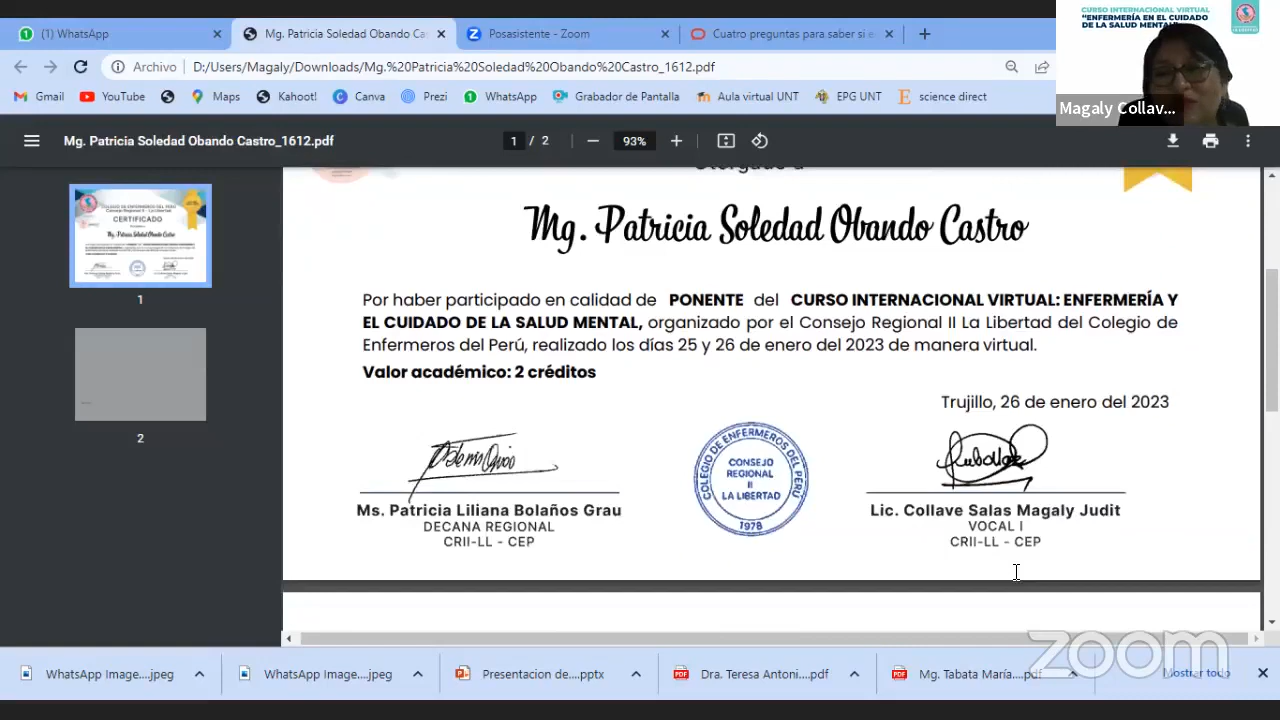 CURSO INTERNACIONAL VIRTUAL
"ENFERMERÍA EN EL CUIDADO
DE LA SALUD MENTAL"
(1) WhatsApp
Mg. Patricia Soledad Obando Ca
Posasistente - Zoom
Cuatro preguntas para saber si e
Archivo
D:/Users/Magaly/Downloads/Mg.%20Patricia%20Soledad%20Obando%20Castro_1612.pdf
Gmail YouTube Maps Kahoot! Canva Prezi WhatsApp Grabador de Pantalla Aula virtual UNT EPG UNT science direct
Magaly Collav...
Mg. Patricia Soledad Obando Castro_1612.pdf
1 / 2
93%
CERTIFICADO
Mg. Patricia Soledad Obando Castro
1
2
Otorgado a
Mg. Patricia Soledad Obando Castro
Por haber participado en calidad de PONENTE del CURSO INTERNACIONAL VIRTUAL: ENFERMERÍA Y
EL CUIDADO DE LA SALUD MENTAL, organizado por el Consejo Regional II La Libertad del Colegio de
Enfermeros del Perú, realizado los días 25 y 26 de enero del 2023 de manera virtual.
Valor académico: 2 créditos
Trujillo, 26 de enero del 2023
COLEGIO DE ENFERMEROS DEL PERÚ
CONSEJO
REGIONAL
II
LA LIBERTAD
1978
Ms. Patricia Liliana Bolaños Grau
DECANA REGIONAL
CRII-LL - CEP
Lic. Collave Salas Magaly Judit
VOCAL I
CRII-LL - CEP
zoom
WhatsApp Image....jpeg
WhatsApp Image....jpeg
Presentacion de....pptx
Dra. Teresa Antoni....pdf
Mg. Tabata María....pdf
Mostrar todo